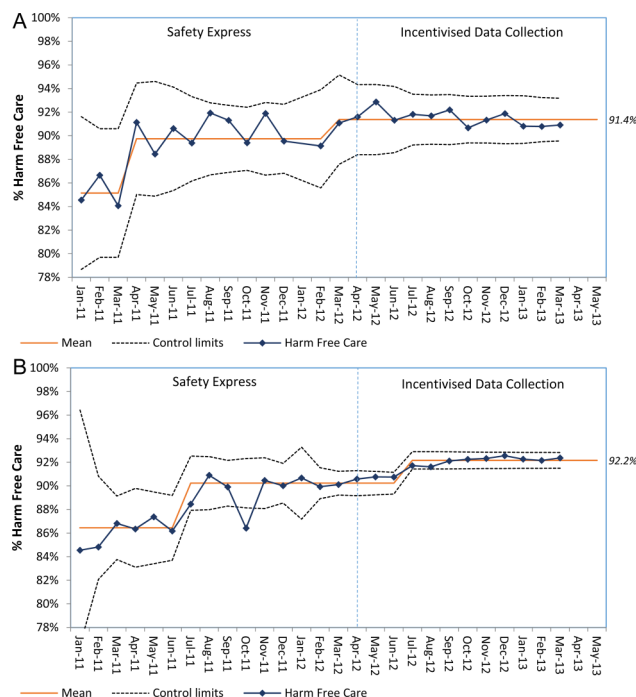 A
100%
98%
96%
94%
92%
90%
88%
86%
84%
82%
80%
78%
% Harm Free Care
Safety Express
Incentivised Data Collection
91.4%
Jan-11
Feb-11
Mar-11
Apr-11
May-11
Jun-11
Jul-11
Aug-11
Sep-11
Oct-11
Nov-11
Dec-11
Jan-12
Feb-12
Mar-12
Apr-12
May-12
Jun-12
Jul-12
Aug-12
Sep-12
Oct-12
Nov-12
Dec-12
Jan-13
Feb-13
Mar-13
Apr-13
May-13
Mean Control limits Harm Free Care
B
100%
98%
96%
94%
92%
90%
88%
86%
84%
82%
80%
78%
% Harm Free Care
Safety Express
Incentivised Data Collection
92.2%
Jan-11
Feb-11
Mar-11
Apr-11
May-11
Jun-11
Jul-11
Aug-11
Sep-11
Oct-11
Nov-11
Dec-11
Jan-12
Feb-12
Mar-12
Apr-12
May-12
Jun-12
Jul-12
Aug-12
Sep-12
Oct-12
Nov-12
Dec-12
Jan-13
Feb-13
Mar-13
Apr-13
May-13
Mean Control limits Harm Free Care